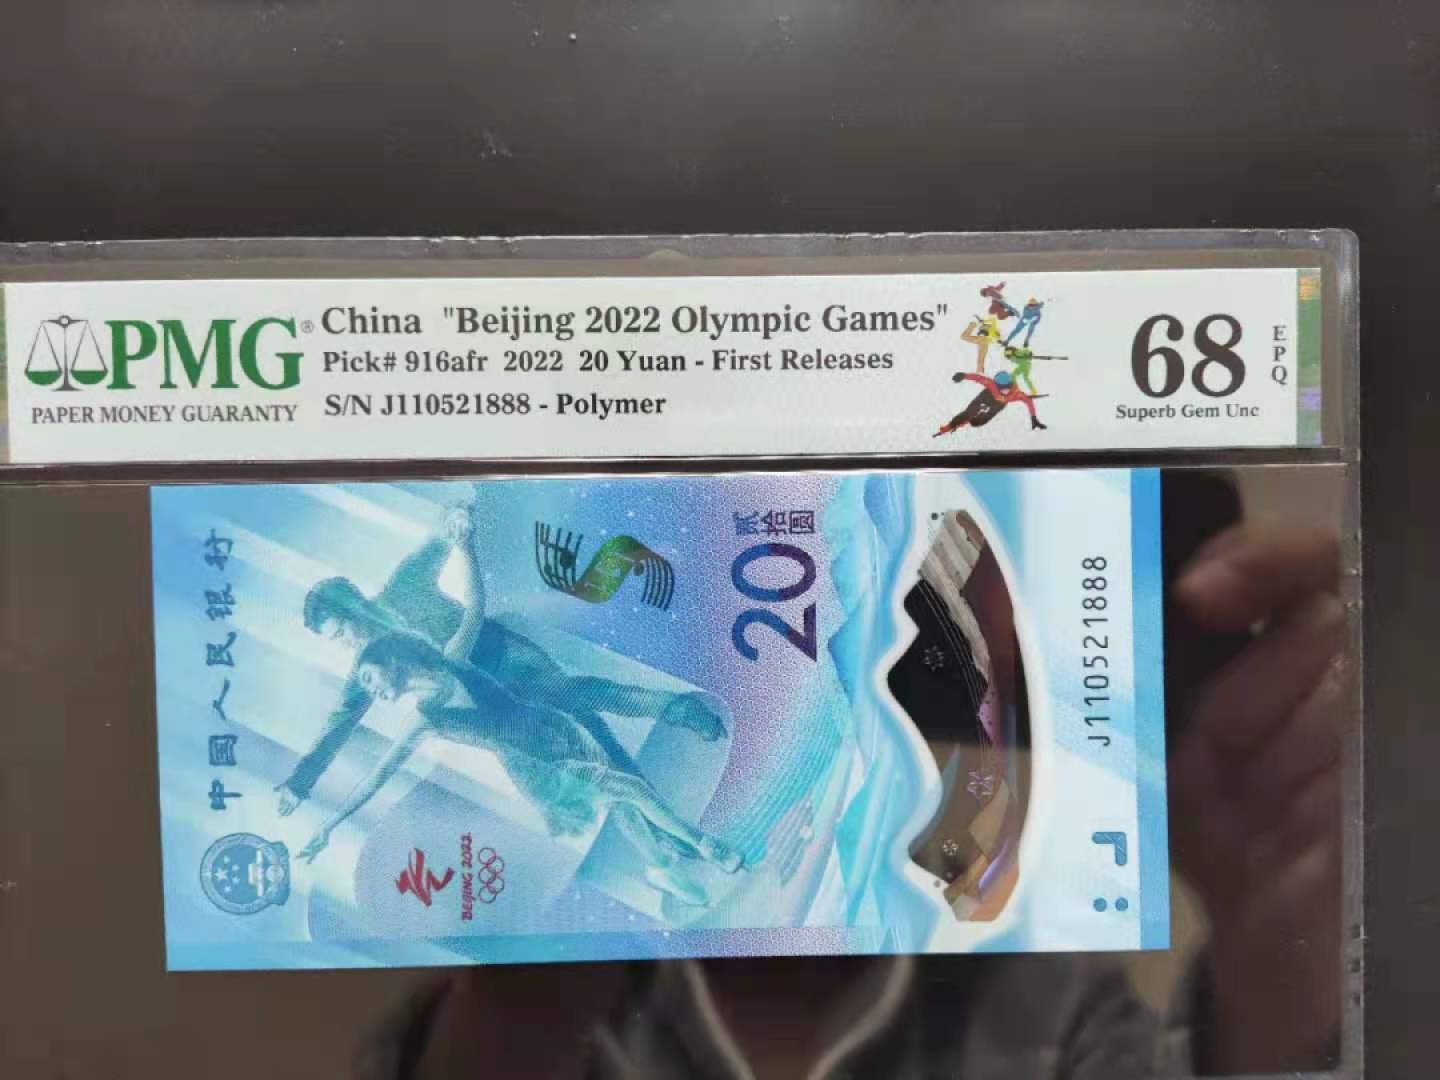 PMG®
PAPER MONEY GUARANTY
China "Beijing 2022 Olympic Games"
Pick# 916afr 2022 20 Yuan - First Releases
S/N J110521888 - Polymer
68
EPQ
Superb Gem Unc
中国人民银行
BEIJING 2022
20
贰拾圆
J110521888